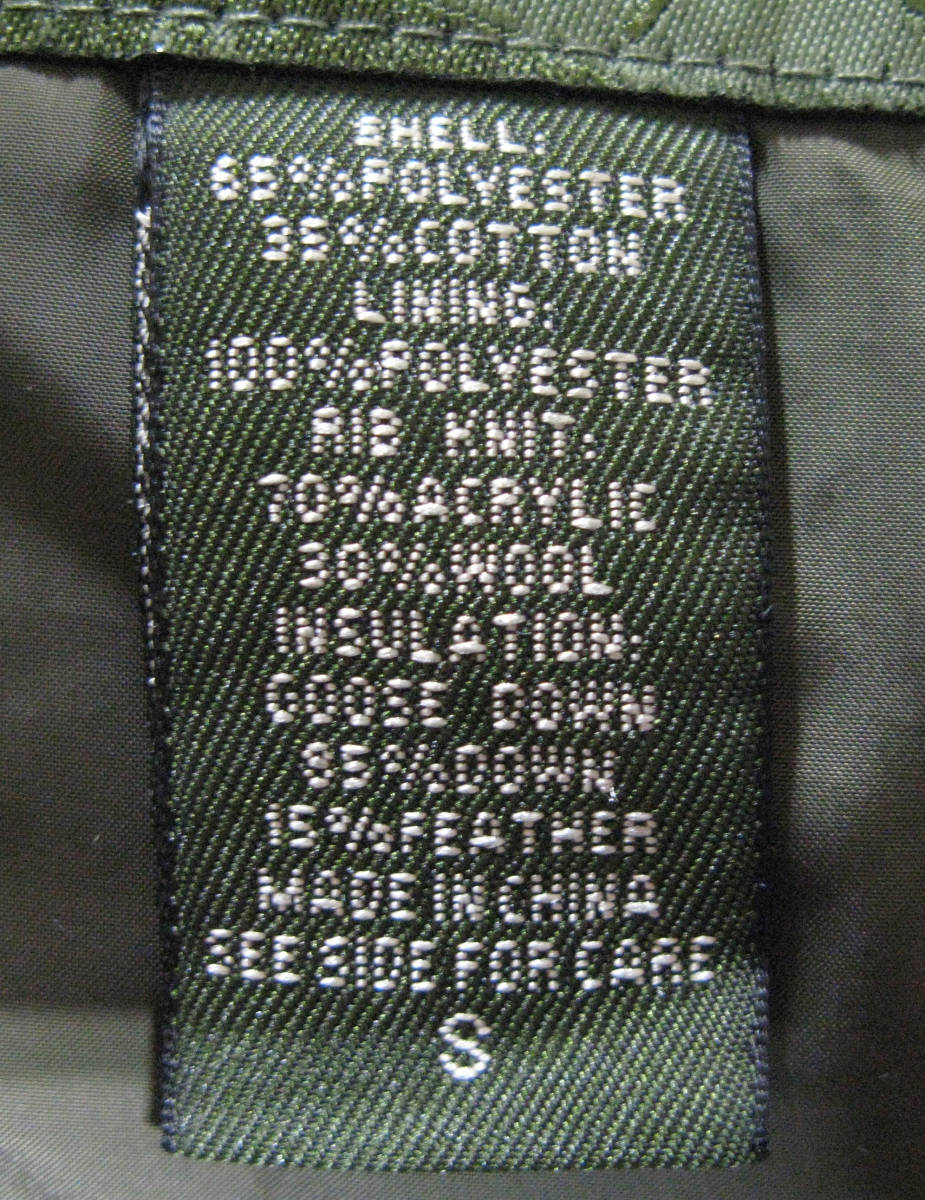 SHELL:
65%POLYESTER
35%COTTON
LINING:
100%POLYESTER
RIB KNIT:
70%ACRYLIC
30%WOOL
INSULATION:
GOOSE DOWN
85%DOWN
15%FEATHER
MADE IN CHINA
SEE SIDE FOR CARE
S